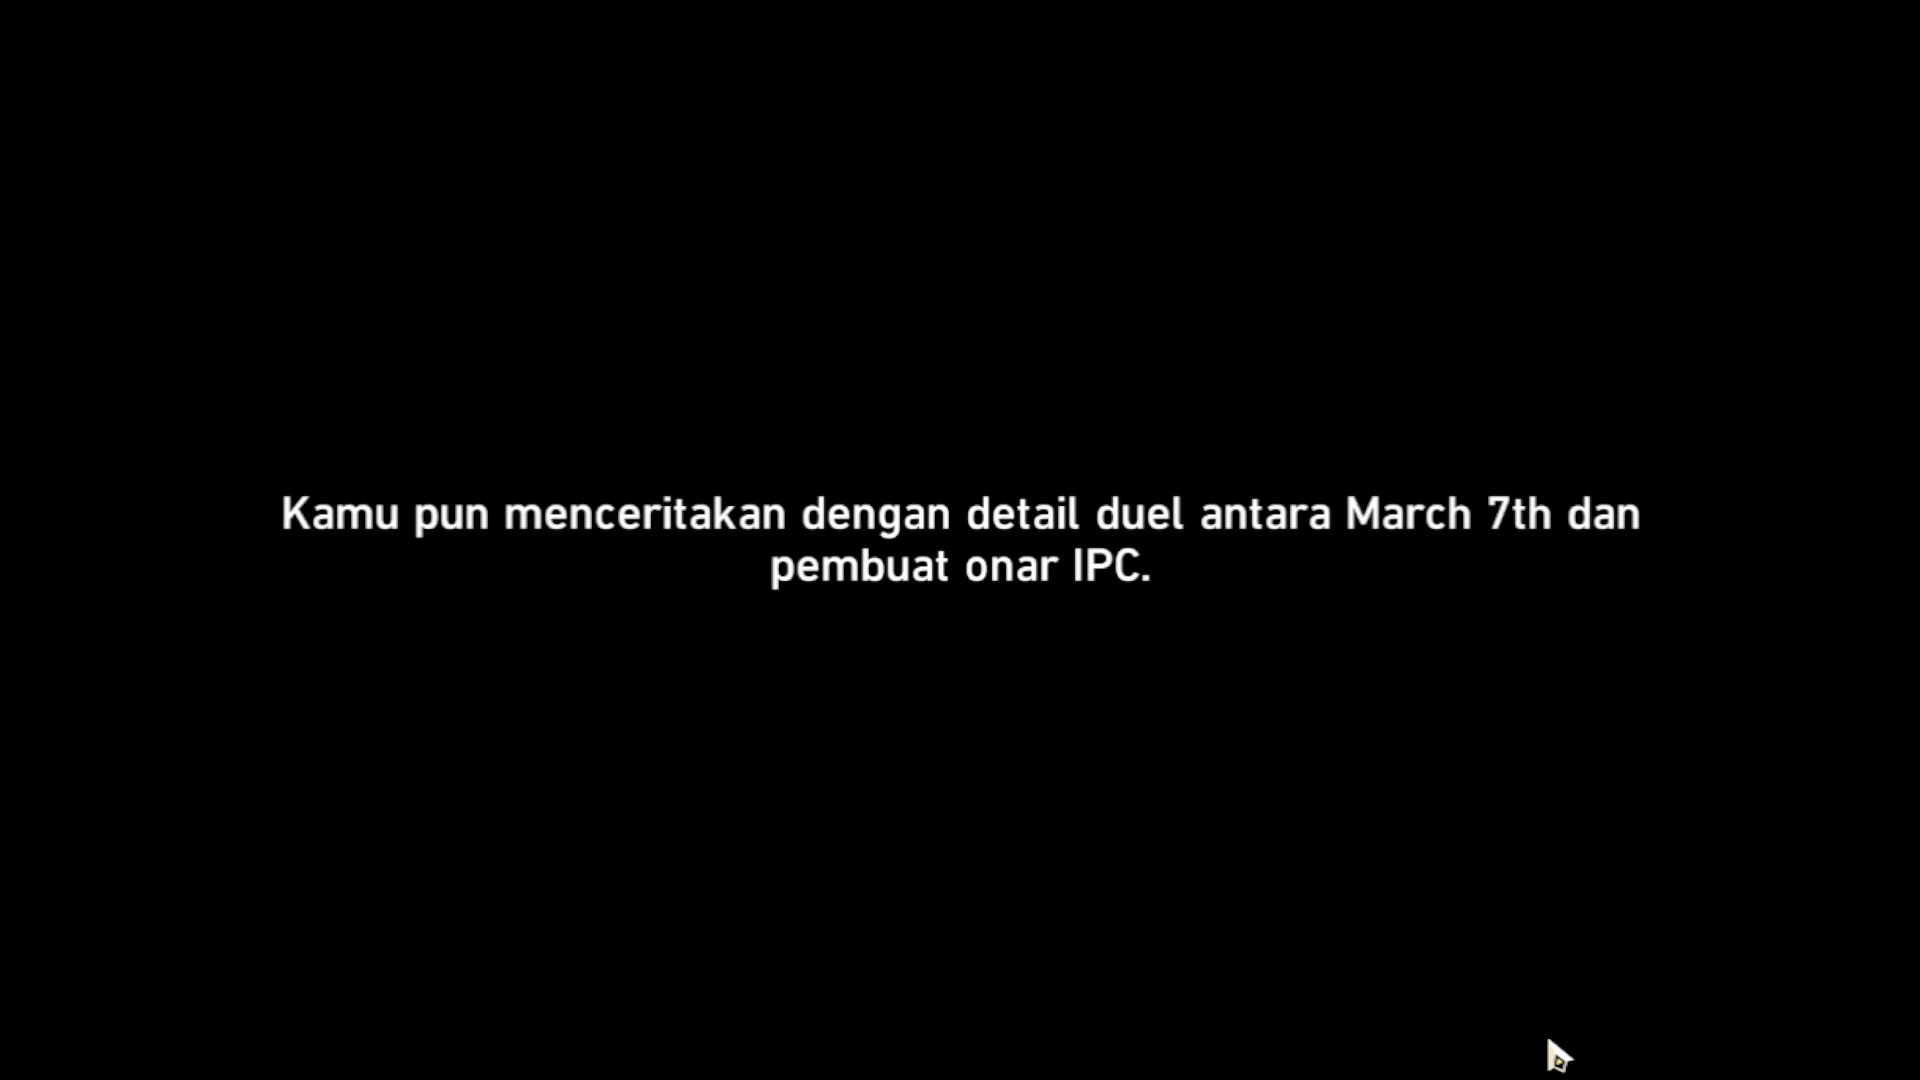 Kamu pun menceritakan dengan detail duel antara March 7th dan
pembuat onar IPC.